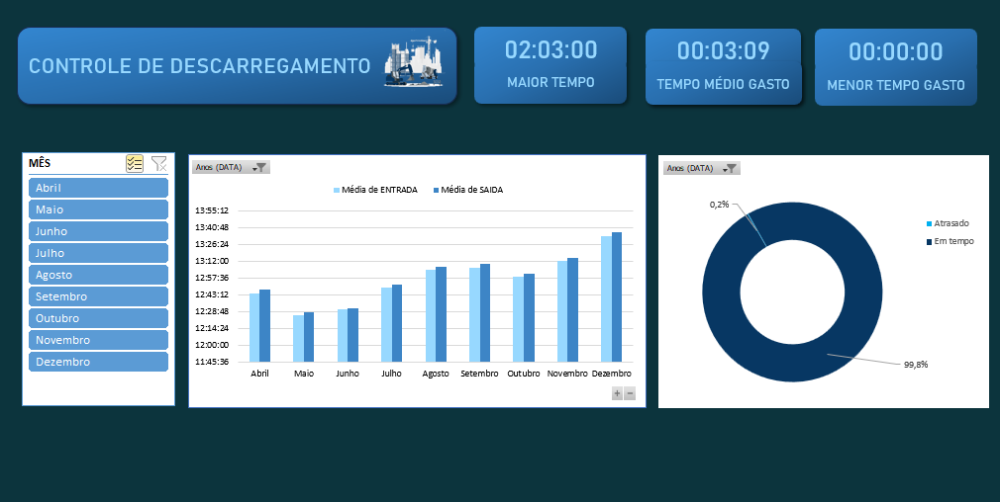 CONTROLE DE DESCARREGAMENTO
02:03:00
MAIOR TEMPO
00:03:09
TEMPO MÉDIO GASTO
00:00:00
MENOR TEMPO GASTO
MÊS
Abril
Maio
Junho
Julho
Agosto
Setembro
Outubro
Novembro
Dezembro
Anos (DATA)
Média de ENTRADA
Média de SAIDA
13:55:12
13:40:48
13:26:24
13:12:00
12:57:36
12:43:12
12:28:48
12:14:24
12:00:00
11:45:36
Abril Maio Junho Julho Agosto Setembro Outubro Novembro Dezembro
+ −
Anos (DATA)
0,2%
Atrasado
Em tempo
99,8%